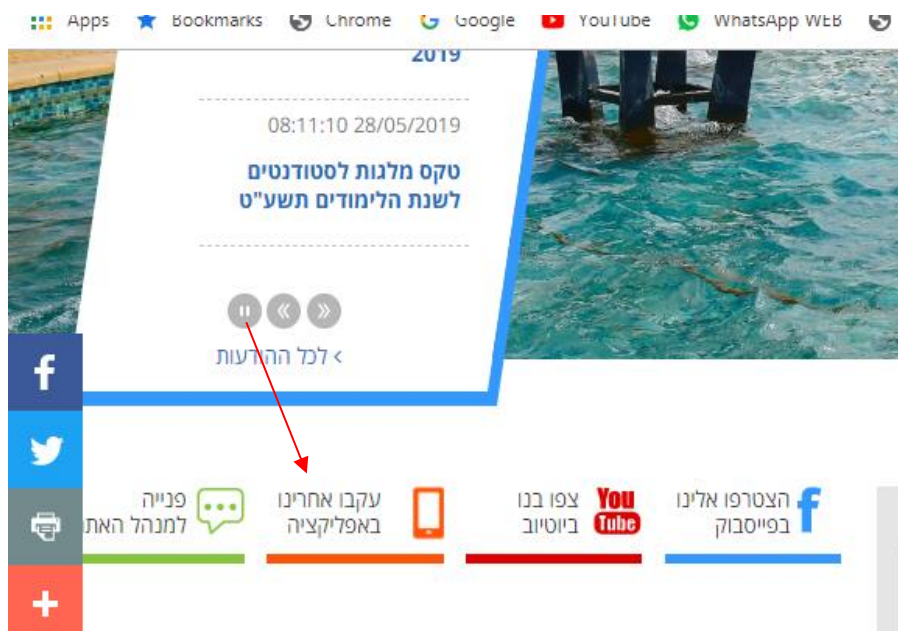 Apps Bookmarks Chrome Google YouTube WhatsApp WEB
2019
08:11:10 28/05/2019
טקס מלגות לסטודנטים
לשנת הלימודים תשע"ט
לכל ההודעות >
הצטרפו אלינו
בפייסבוק
You
Tube
צפו בנו
ביוטיוב
עקבו אחרינו
באפליקציה
פנייה
למנהל האת